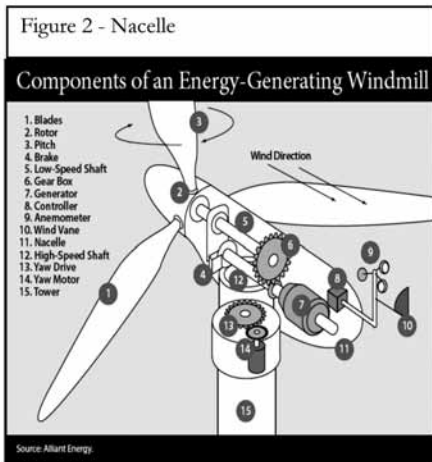 Figure 2 - Nacelle
Components of an Energy-Generating Windmill
1. Blades
2. Rotor
3. Pitch
4. Brake
5. Low-Speed Shaft
6. Gear Box
7. Generator
8. Controller
9. Anemometer
10. Wind Vane
11. Nacelle
12. High-Speed Shaft
13. Yaw Drive
14. Yaw Motor
15. Tower
3
Wind Direction
2
5
6
9
4
12
8
1
7
10
13
14
11
15
Source: Alliant Energy.